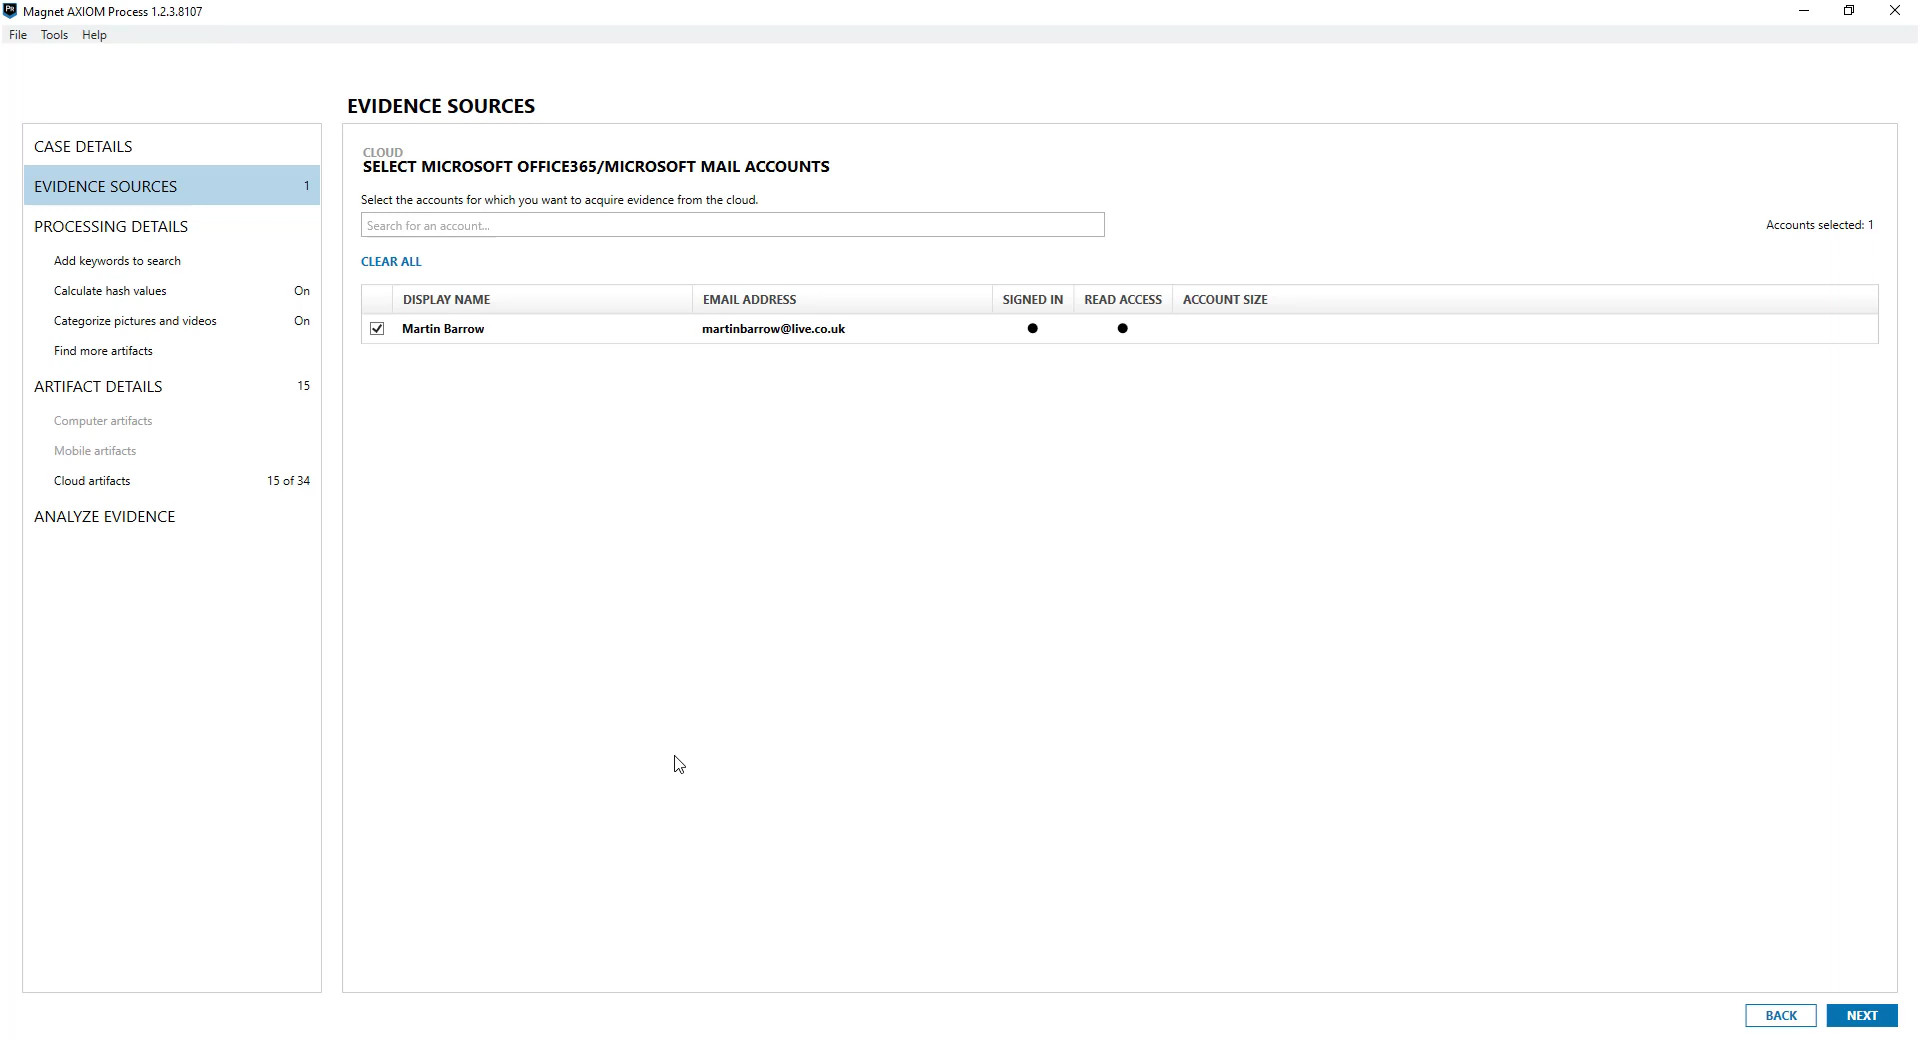 Magnet AXIOM Process 1.2.3.8107
File Tools Help
EVIDENCE SOURCES
CASE DETAILS
EVIDENCE SOURCES 1
PROCESSING DETAILS
Add keywords to search
Calculate hash values On
Categorize pictures and videos On
Find more artifacts
ARTIFACT DETAILS 15
Computer artifacts
Mobile artifacts
Cloud artifacts 15 of 34
ANALYZE EVIDENCE
CLOUD
SELECT MICROSOFT OFFICE365/MICROSOFT MAIL ACCOUNTS
Select the accounts for which you want to acquire evidence from the cloud.
Search for an account...
Accounts selected: 1
CLEAR ALL
DISPLAY NAME EMAIL ADDRESS SIGNED IN READ ACCESS ACCOUNT SIZE
Martin Barrow martinbarrow@live.co.uk
BACK NEXT